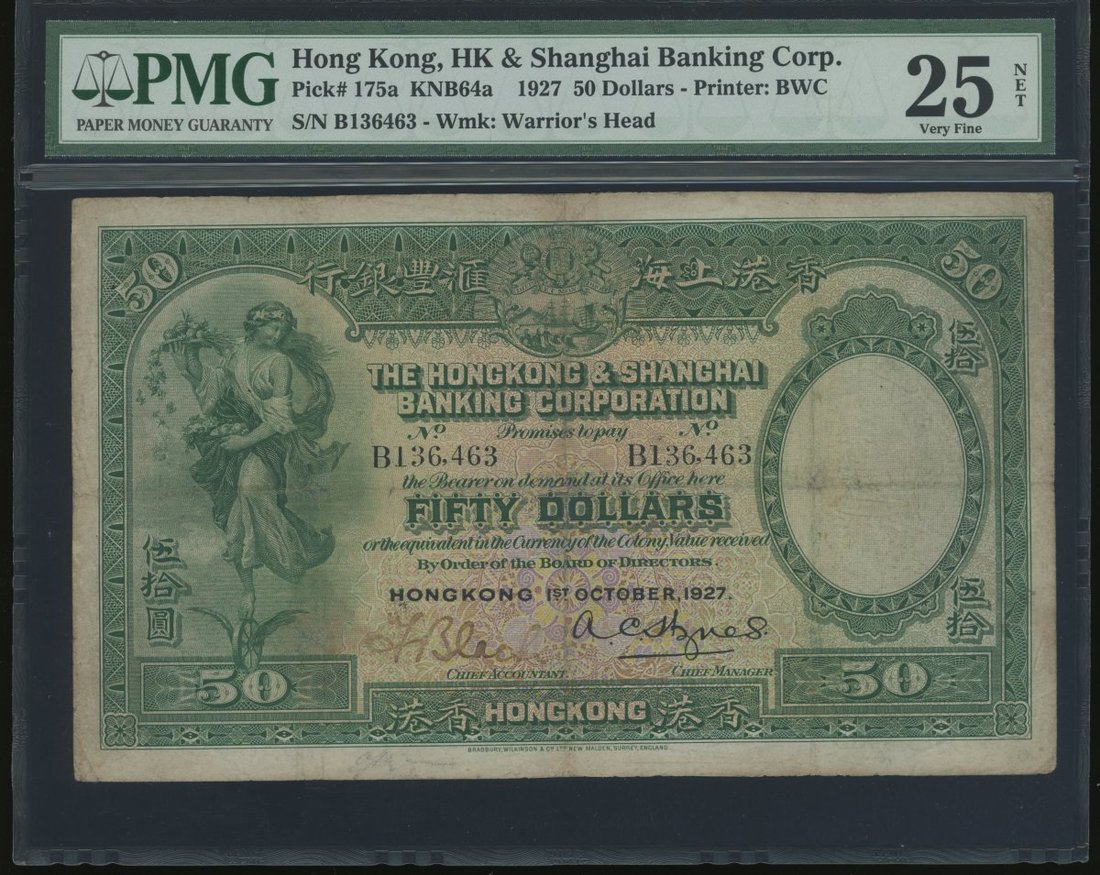 PMG
PAPER MONEY GUARANTY
Hong Kong, HK & Shanghai Banking Corp.
Pick# 175a KNB64a 1927 50 Dollars - Printer: BWC
S/N B136463 - Wmk: Warrior's Head
25
NET
Very Fine
50
行銀豐滙 海上港香
50
伍拾
THE HONGKONG & SHANGHAI
BANKING CORPORATION
Nº Promises to pay Nº
B136,463 B136,463
the Bearer on demand at its Office here
FIFTY DOLLARS
or the equivalent in the Currency of the Colony, Value received
By Order of the BOARD OF DIRECTORS.
HONGKONG 1ST OCTOBER, 1927.
伍拾圓
伍拾
A.C. Hynes.
CHIEF ACCOUNTANT. CHIEF MANAGER
50 50
港香 HONGKONG 港香
BRADBURY, WILKINSON & Cº LTD NEW MALDEN, SURREY, ENGLAND.